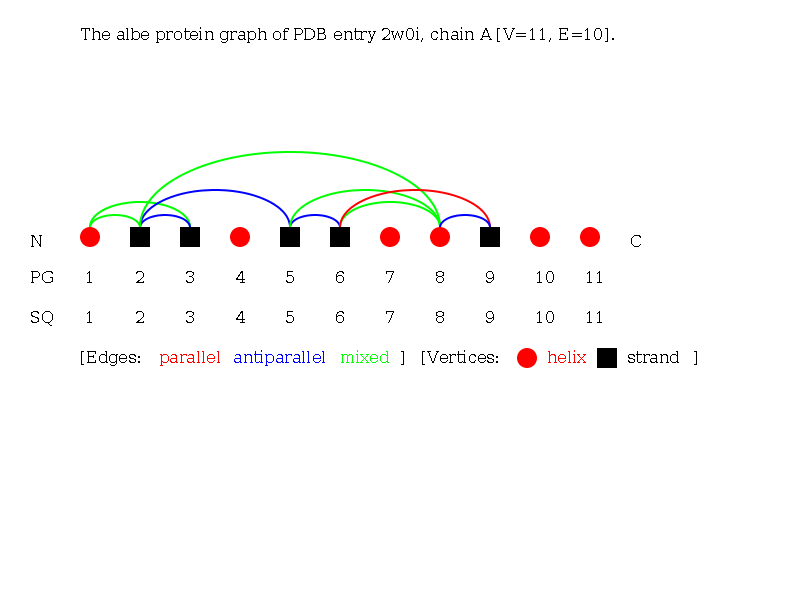 The albe protein graph of PDB entry 2w0i, chain A [V=11, E=10].
N C
PG 1 2 3 4 5 6 7 8 9 10 11
SQ 1 2 3 4 5 6 7 8 9 10 11
[Edges: parallel antiparallel mixed ] [Vertices: helix strand ]